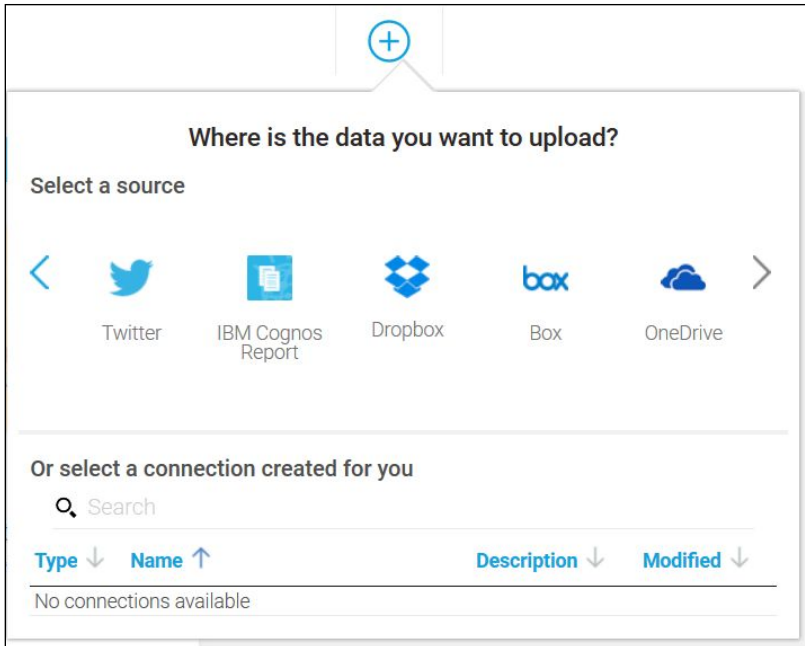 Where is the data you want to upload?
Select a source
box
Twitter
IBM Cognos
Report
Dropbox
Box
OneDrive
Or select a connection created for you
Search
Type Name Description Modified
No connections available